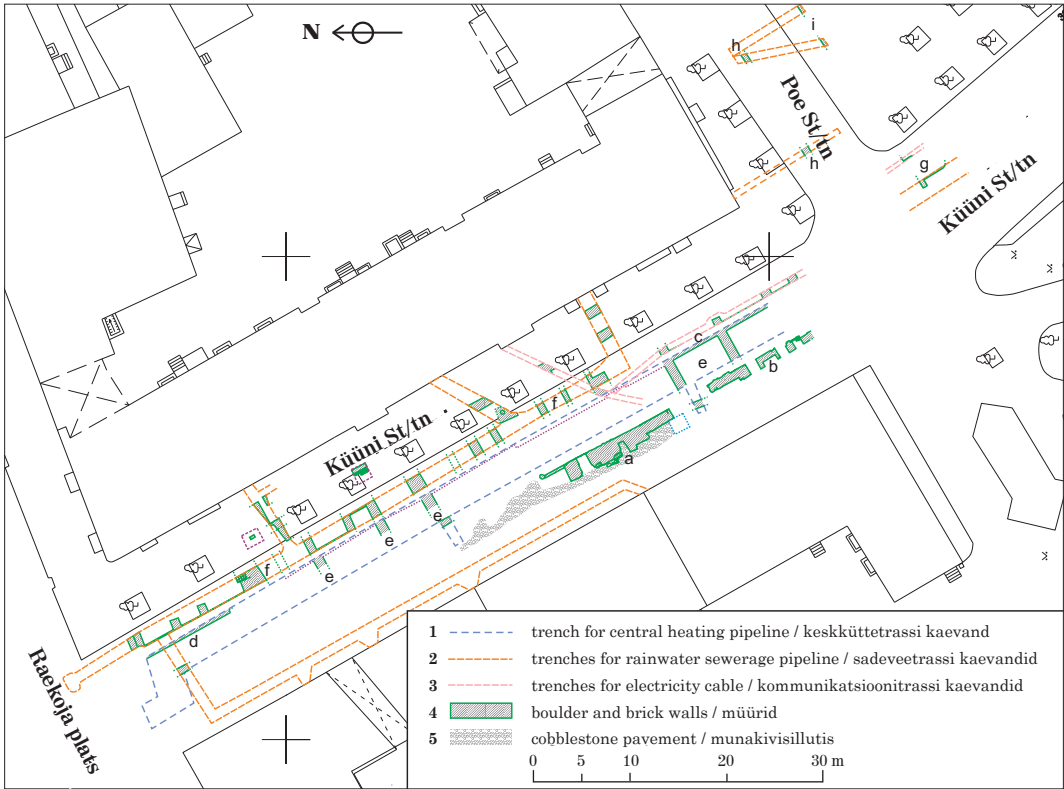 N
i
h
Poe St/tn
h
g
Küüni St/tn
c
e
b
f
Küüni St/tn
a
e
e
e
f
d
Raekoja plats
1 trench for central heating pipeline / keskküttetrassi kaevand
2 trenches for rainwater sewerage pipeline / sadeveetrassi kaevandid
3 trenches for electricity cable / kommunikatsioonitrassi kaevandid
4 boulder and brick walls / müürid
5 cobblestone pavement / munakivisillutis
0 5 10 20 30 m